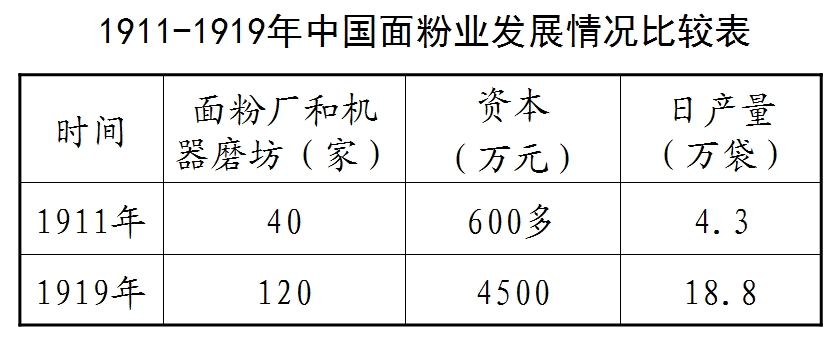 1911-1919年中国面粉业发展情况比较表
时间 面粉厂和机器磨坊（家） 资本（万元） 日产量（万袋）
1911年 40 600多 4.3
1919年 120 4500 18.8